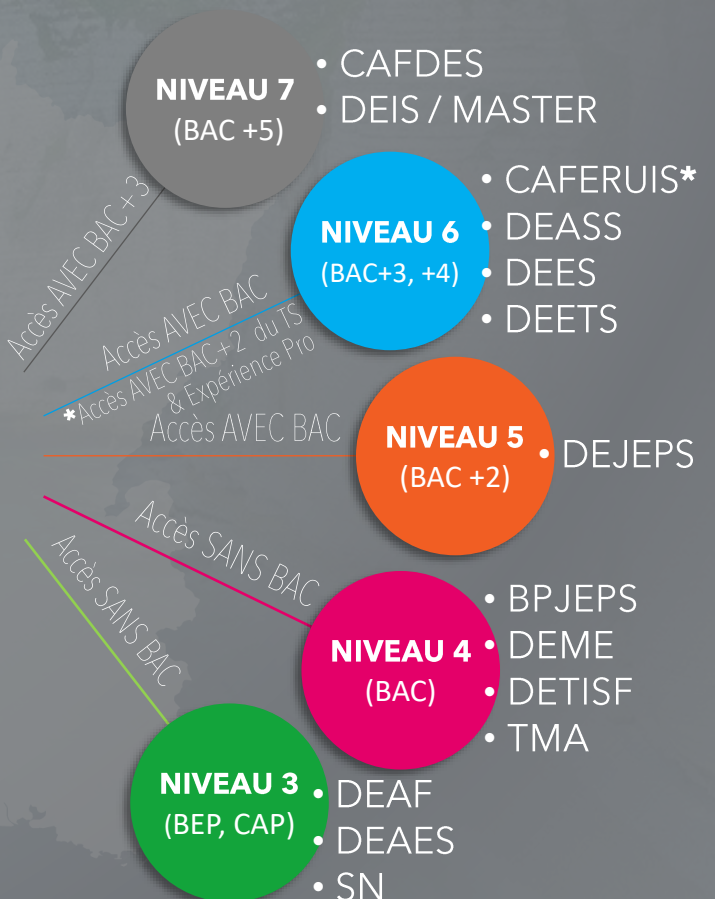 NIVEAU 7
(BAC +5)
• CAFDES
• DEIS / MASTER
Accès AVEC BAC+3
NIVEAU 6
(BAC+3, +4)
• CAFERUIS*
• DEASS
• DEES
• DEETS
Accès AVEC BAC
*Accès AVEC BAC+2 du TS
& Expérience Pro
NIVEAU 5
(BAC +2)
• DEJEPS
Accès AVEC BAC
NIVEAU 4
(BAC)
• BPJEPS
• DEME
• DETISF
• TMA
Accès SANS BAC
NIVEAU 3
(BEP, CAP)
• DEAF
• DEAES
• SN
Accès SANS BAC